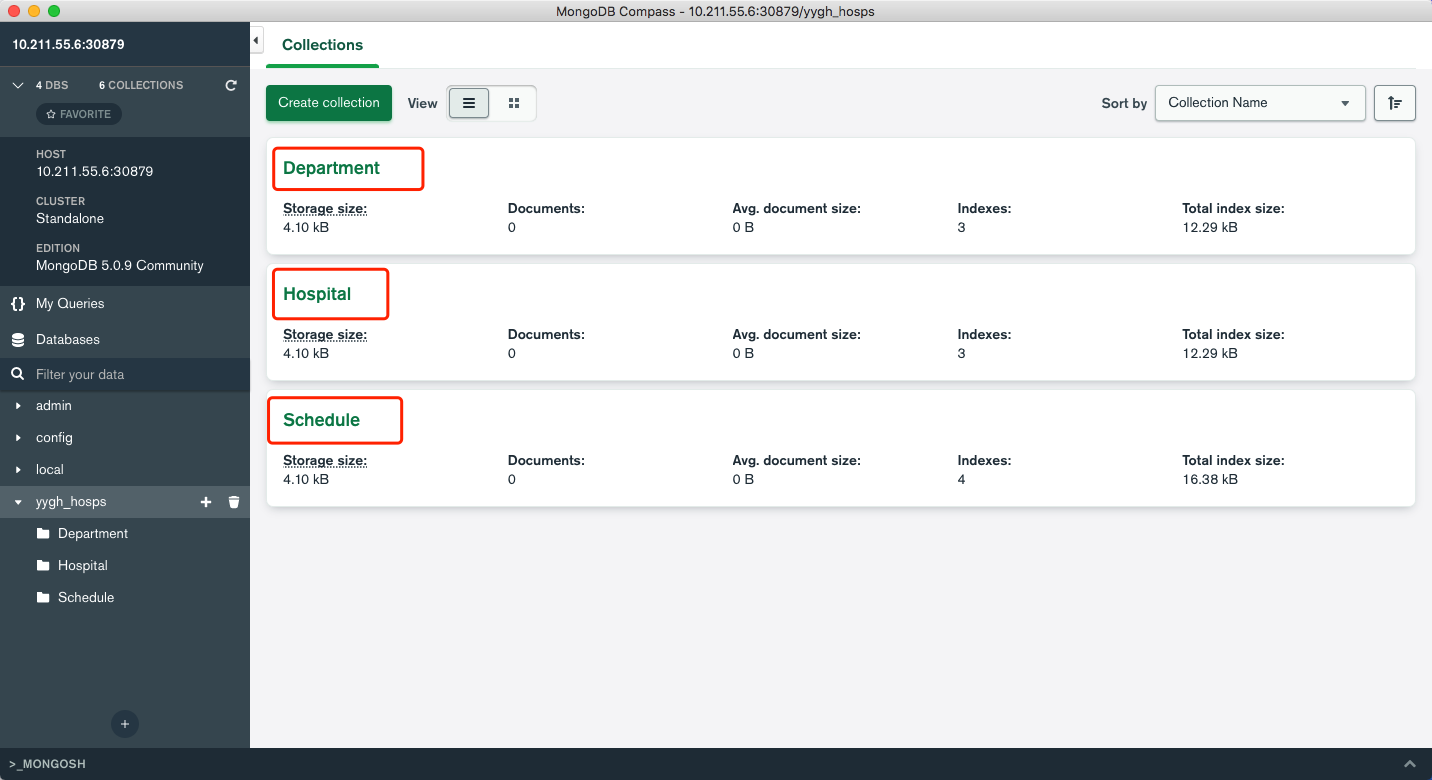 MongoDB Compass - 10.211.55.6:30879/yygh_hosps
10.211.55.6:30879
4 DBS 6 COLLECTIONS
FAVORITE
HOST
10.211.55.6:30879
CLUSTER
Standalone
EDITION
MongoDB 5.0.9 Community
My Queries
Databases
Filter your data
admin
config
local
yygh_hosps
Department
Hospital
Schedule
Collections
Create collection View Sort by Collection Name
Department
Storage size: Documents: Avg. document size: Indexes: Total index size:
4.10 kB 0 0 B 3 12.29 kB
Hospital
Storage size: Documents: Avg. document size: Indexes: Total index size:
4.10 kB 0 0 B 3 12.29 kB
Schedule
Storage size: Documents: Avg. document size: Indexes: Total index size:
4.10 kB 0 0 B 4 16.38 kB
>_MONGOSH